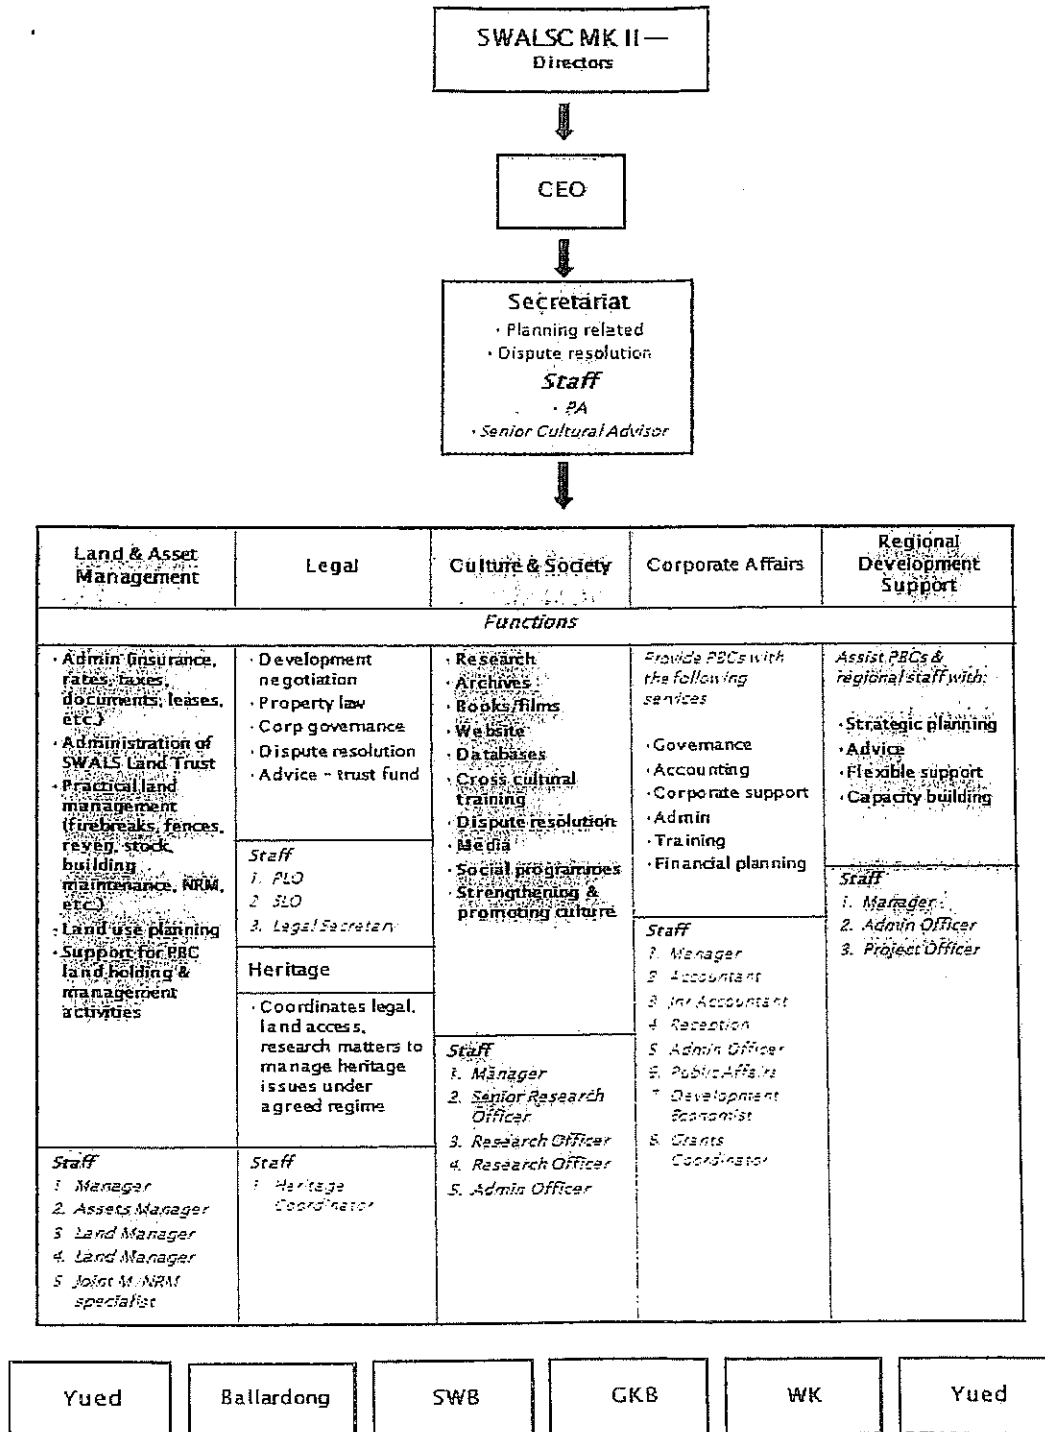 SWALSC MK II—
Directors
CEO
Secretariat
· Planning related
· Dispute resolution
Staff
· PA
· Senior Cultural Advisor
Land & Asset
Management
Legal
Culture & Society
Corporate Affairs
Regional
Development
Support
Functions
· Admin (insurance,
rates, taxes,
documents, leases,
etc.)
· Administration of
SWALS Land Trust
· Practical land
management
(firebreaks, fences,
reveg, stock,
building
maintenance, NRM,
etc.)
· Land use planning
· Support for PBC
land holding &
management
activities
Staff
1 Manager
2. Assets Manager
3 Land Manager
4. Land Manager
5 Joint M/NRM
specialist
· Development
negotiation
· Property law
· Corp governance
· Dispute resolution
· Advice – trust fund
Staff
1. PLO
2 SLO
3. Legal Secretary
Heritage
· Coordinates legal,
land access,
research matters to
manage heritage
issues under
agreed regime
Staff
1 Heritage
Coordinator
· Research
· Archives
· Books/films
· Website
· Databases
· Cross cultural
training
· Dispute resolution
· Media
· Social programmes
· Strengthening &
promoting culture
Staff
1. Manager
2. Senior Research
Officer
3. Research Officer
4. Research Officer
5. Admin Officer
Provide PBCs with
the following
services
· Governance
· Accounting
· Corporate support
· Admin
· Training
· Financial planning
Staff
1. Manager
2 Accountant
3 Jnr Accountant
4 Reception
5 Admin Officer
6. Public Affairs
7 Development
Economist
8. Grants
Coordinator
Assist PBCs &
regional staff with:
· Strategic planning
· Advice
· Flexible support
· Capacity building
Staff
1. Manager
2. Admin Officer
3. Project Officer
Yued
Ballardong
SWB
GKB
WK
Yued